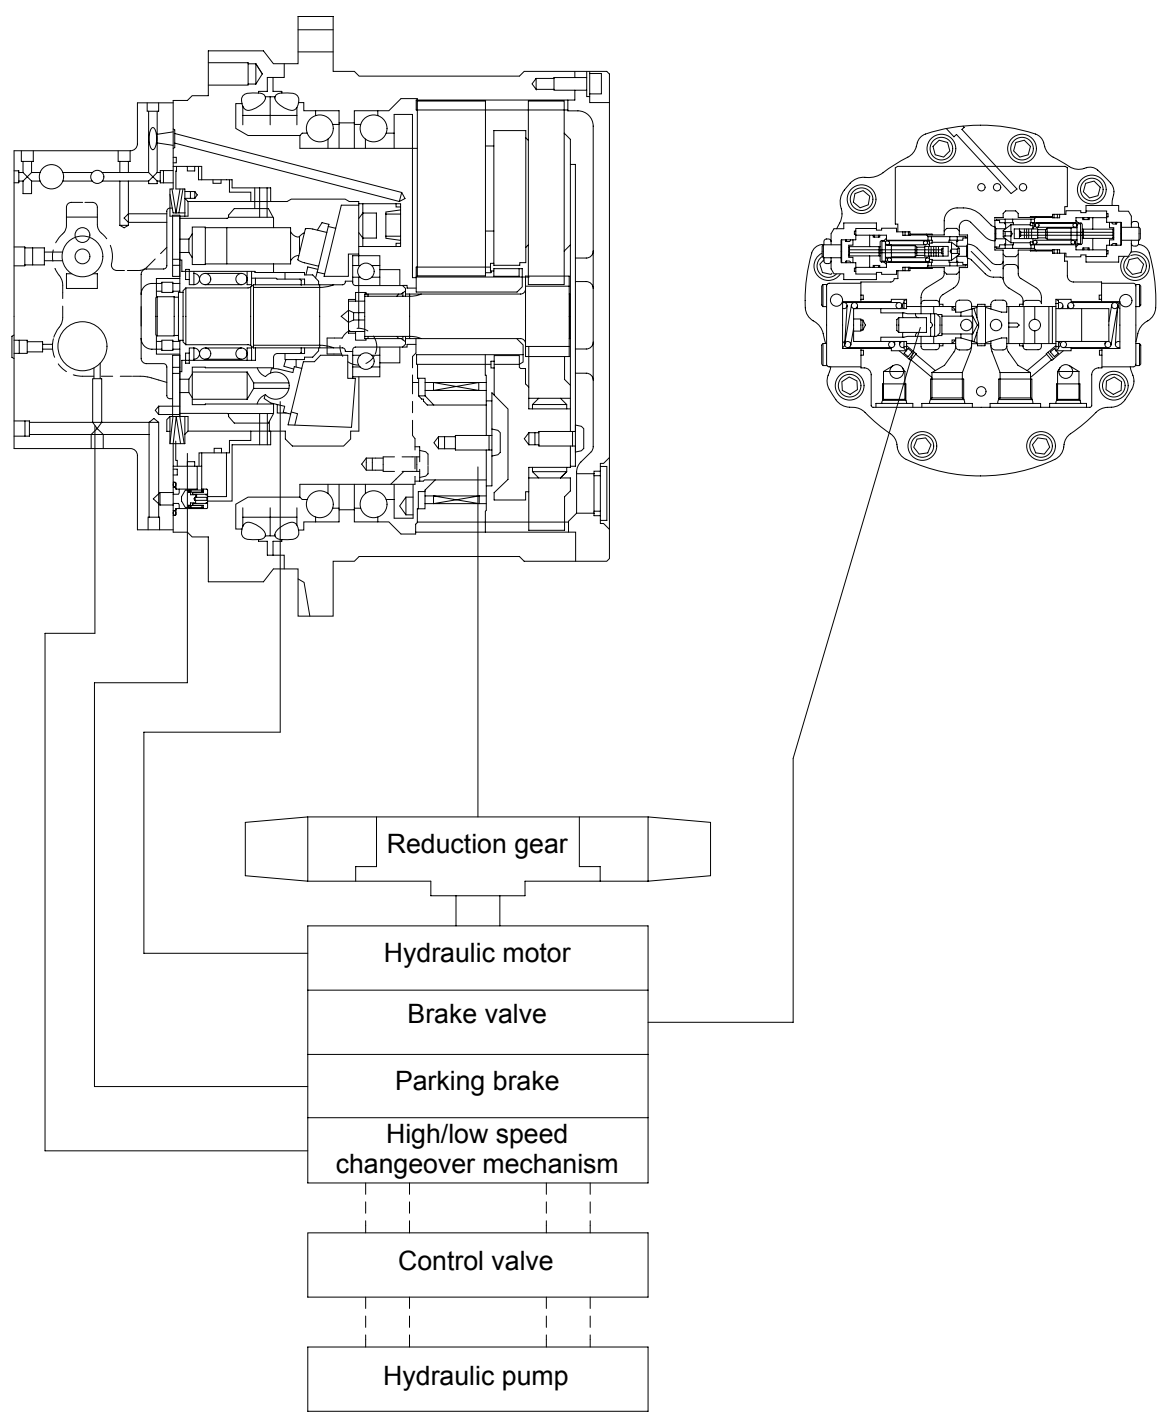 Reduction gear
Hydraulic motor
Brake valve
Parking brake
High/low speed
changeover mechanism
Control valve
Hydraulic pump